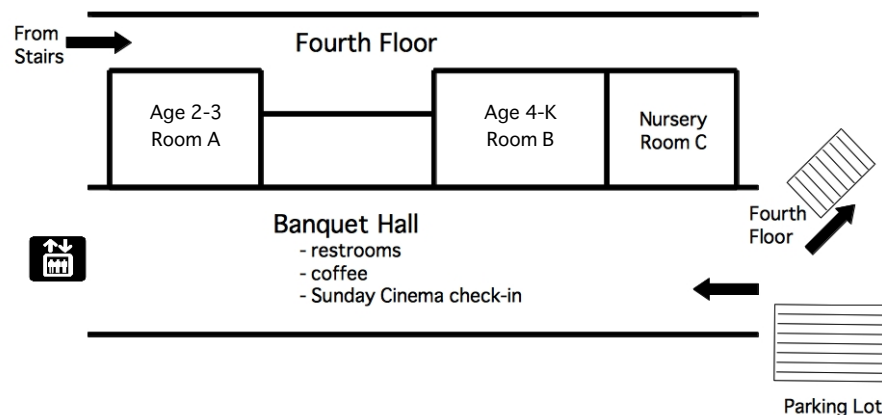 From
Stairs
Fourth Floor
Age 2-3
Room A
Age 4-K
Room B
Nursery
Room C
Fourth
Floor
Banquet Hall
- restrooms
- coffee
- Sunday Cinema check-in
Parking Lot